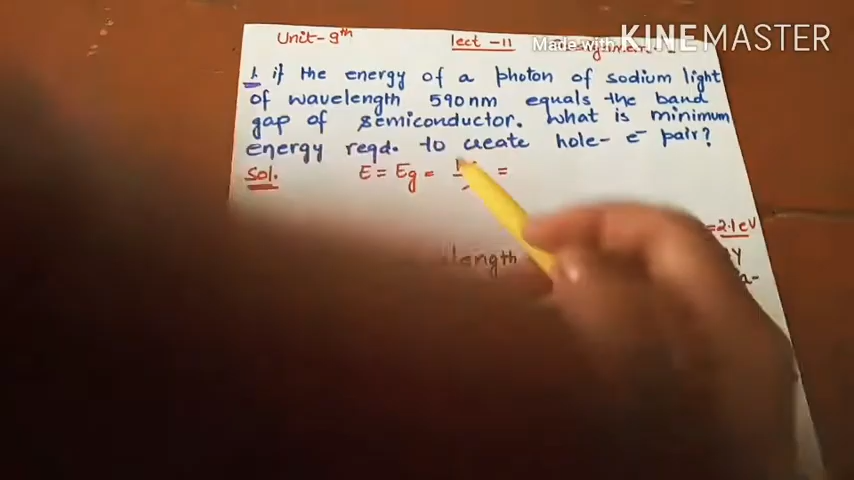 Unit-9th lect-11
Made with KINEMASTER
1. if the energy of a photon of sodium light
of wavelength 590nm equals the band
gap of semiconductor. What is minimum
energy reqd. to create hole- e⁻ pair?
Sol. E = Eg = =
=2.1eV
length